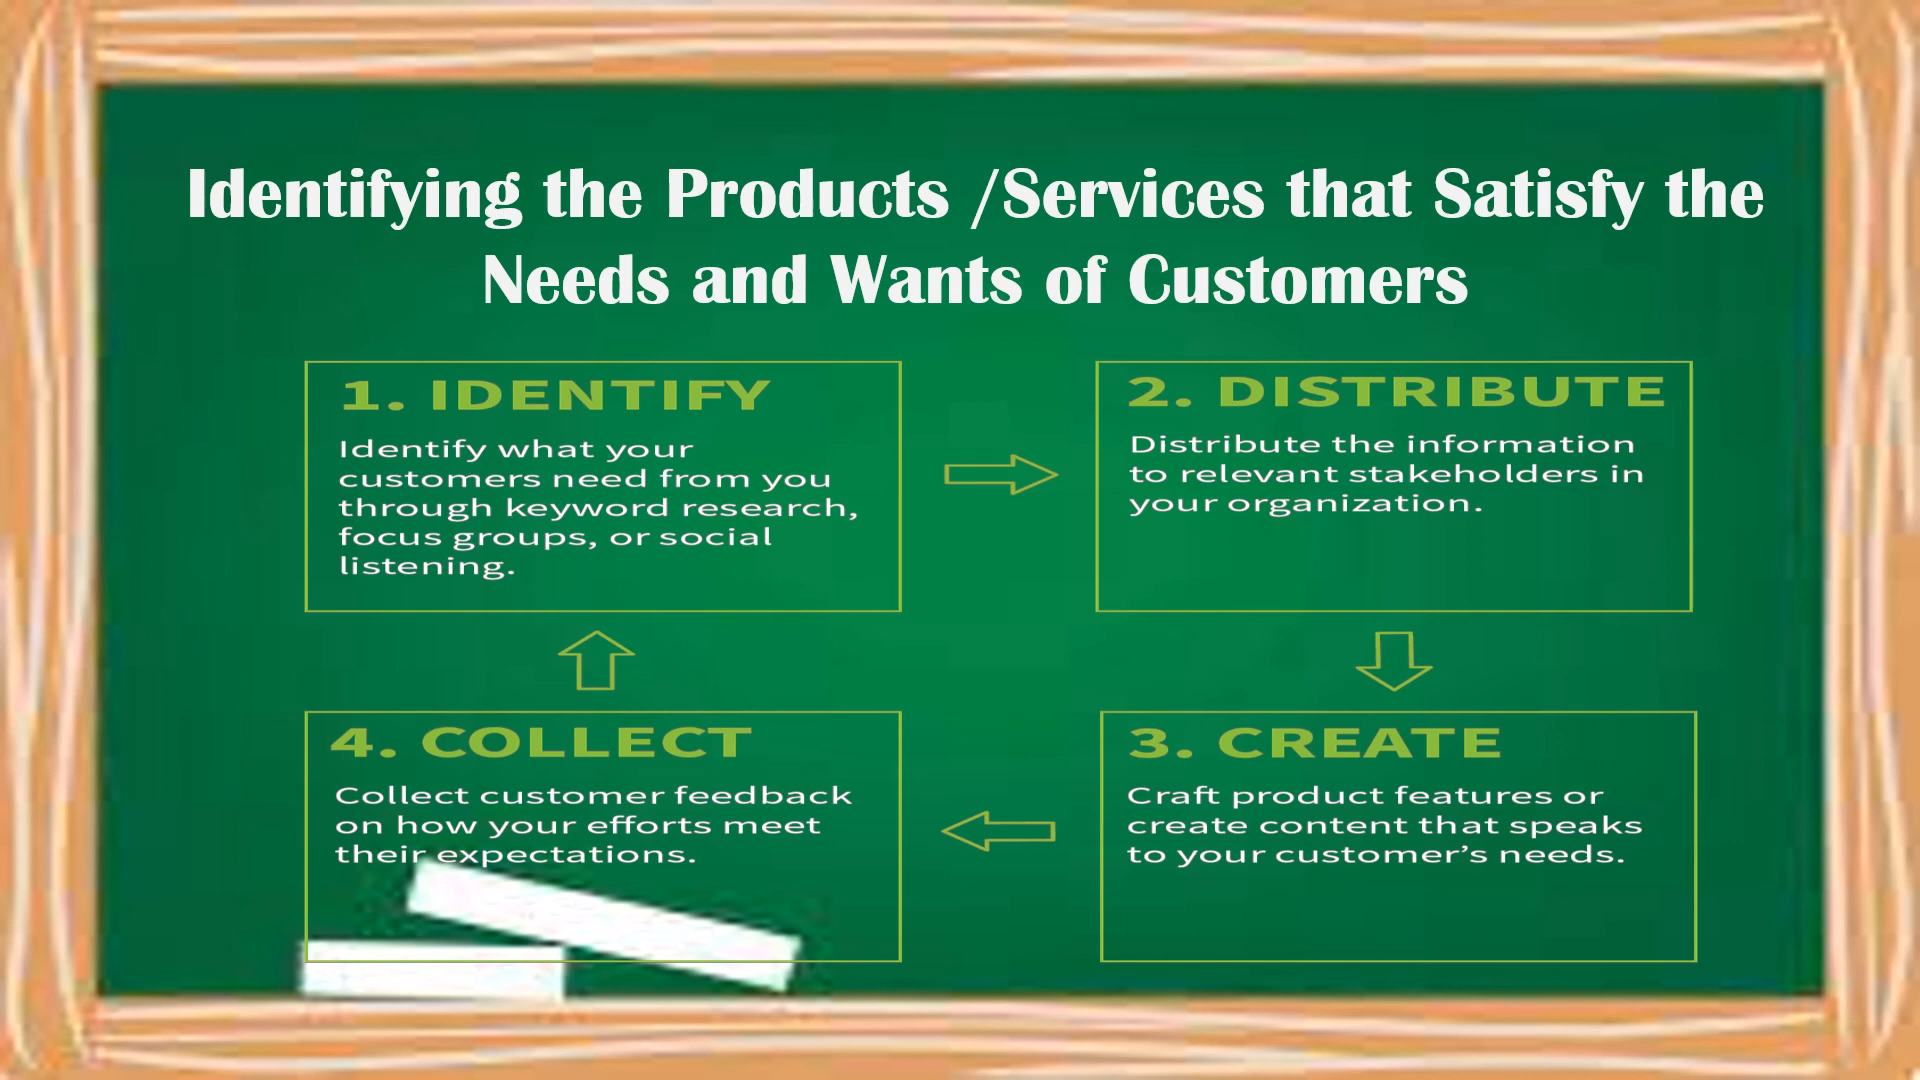 Identifying the Products /Services that Satisfy the
Needs and Wants of Customers
1. IDENTIFY
Identify what your
customers need from you
through keyword research,
focus groups, or social
listening.
2. DISTRIBUTE
Distribute the information
to relevant stakeholders in
your organization.
3. CREATE
Craft product features or
create content that speaks
to your customer’s needs.
4. COLLECT
Collect customer feedback
on how your efforts meet
their expectations.